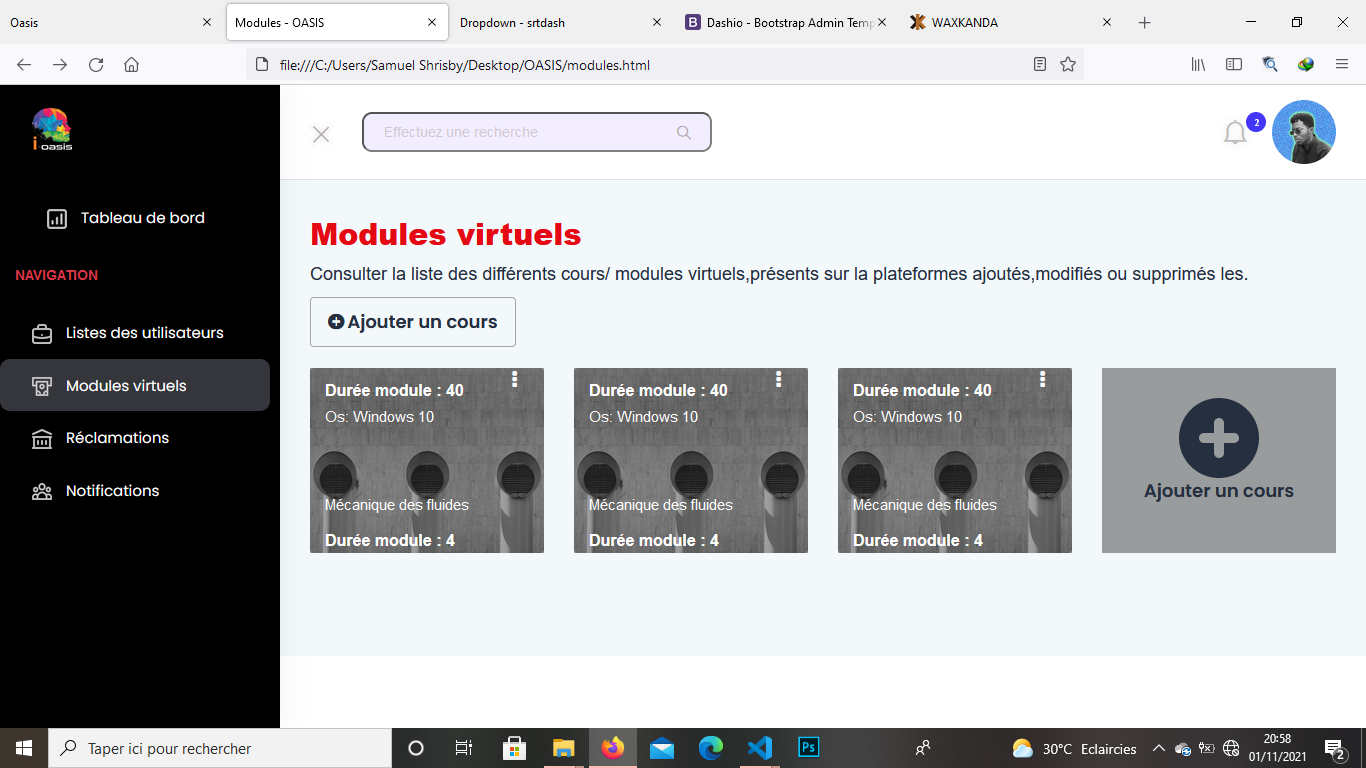 Oasis
Modules - OASIS
Dropdown - srtdash
Dashio - Bootstrap Admin Temp
WAXKANDA
file:///C:/Users/Samuel Shrisby/Desktop/OASIS/modules.html
i oasis
Effectuez une recherche
2
Tableau de bord
NAVIGATION
Listes des utilisateurs
Modules virtuels
Réclamations
Notifications
Modules virtuels
Consulter la liste des différents cours/ modules virtuels,présents sur la plateformes ajoutés,modifiés ou supprimés les.
Ajouter un cours
Durée module : 40
Os: Windows 10
Mécanique des fluides
Durée module : 4
Durée module : 40
Os: Windows 10
Mécanique des fluides
Durée module : 4
Durée module : 40
Os: Windows 10
Mécanique des fluides
Durée module : 4
Ajouter un cours
Taper ici pour rechercher
Ps
30°C Eclaircies
20:58
01/11/2021
2